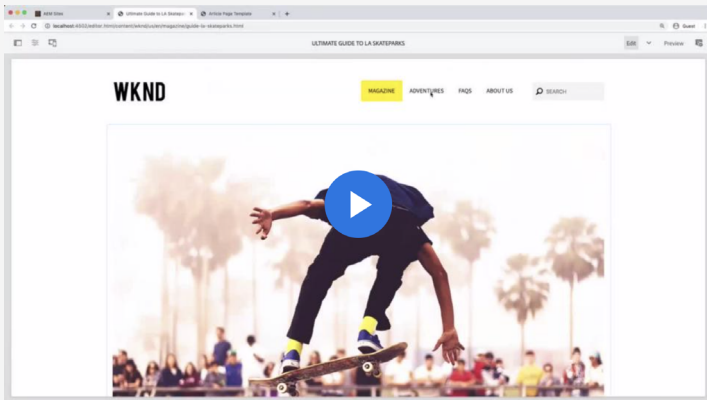 AEM Sites
Ultimate Guide to LA Skatepar
Article Page Template
localhost:4502/editor.html/content/wknd/us/en/magazine/guide-la-skateparks.html
Guest
ULTIMATE GUIDE TO LA SKATEPARKS
Edit
Preview
WKND
MAGAZINE
ADVENTURES
FAQS
ABOUT US
SEARCH